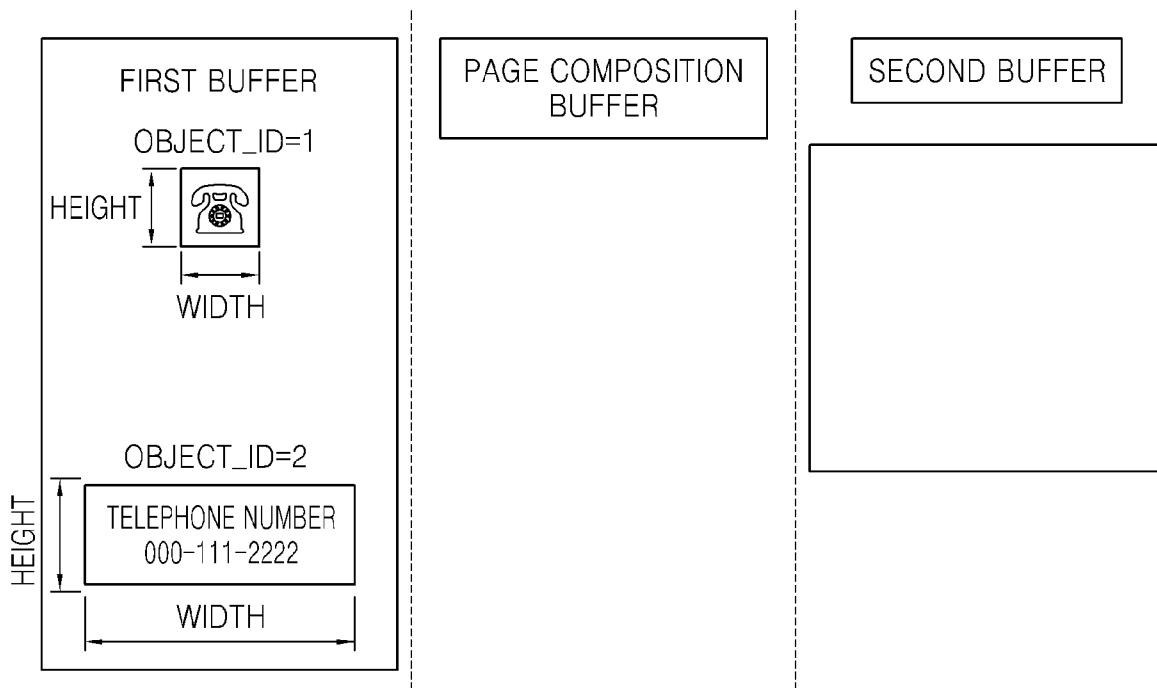 FIRST BUFFER
OBJECT_ID=1
HEIGHT
WIDTH
OBJECT_ID=2
HEIGHT
TELEPHONE NUMBER
000-111-2222
WIDTH
PAGE COMPOSITION
BUFFER
SECOND BUFFER